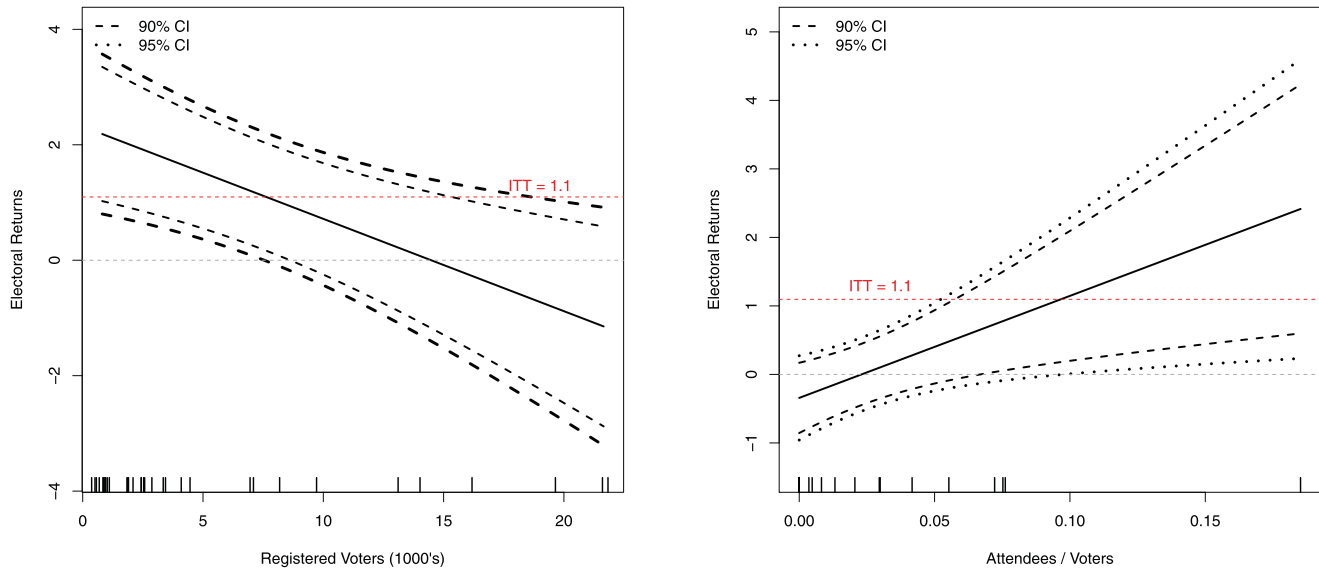 90% CI
95% CI
ITT = 1.1
Electoral Returns
4
2
0
−2
−4
0
5
10
15
20
Registered Voters (1000's)
90% CI
95% CI
ITT = 1.1
Electoral Returns
5
4
3
2
1
0
−1
0.00
0.05
0.10
0.15
Attendees / Voters